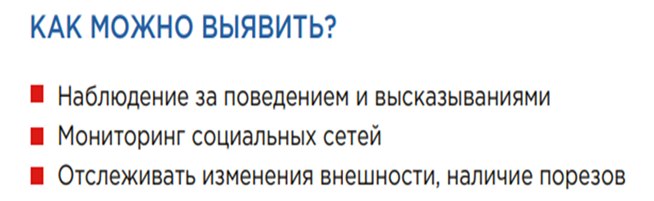 КАК МОЖНО ВЫЯВИТЬ?
Наблюдение за поведением и высказываниями
Мониторинг социальных сетей
Отслеживать изменения внешности, наличие порезов